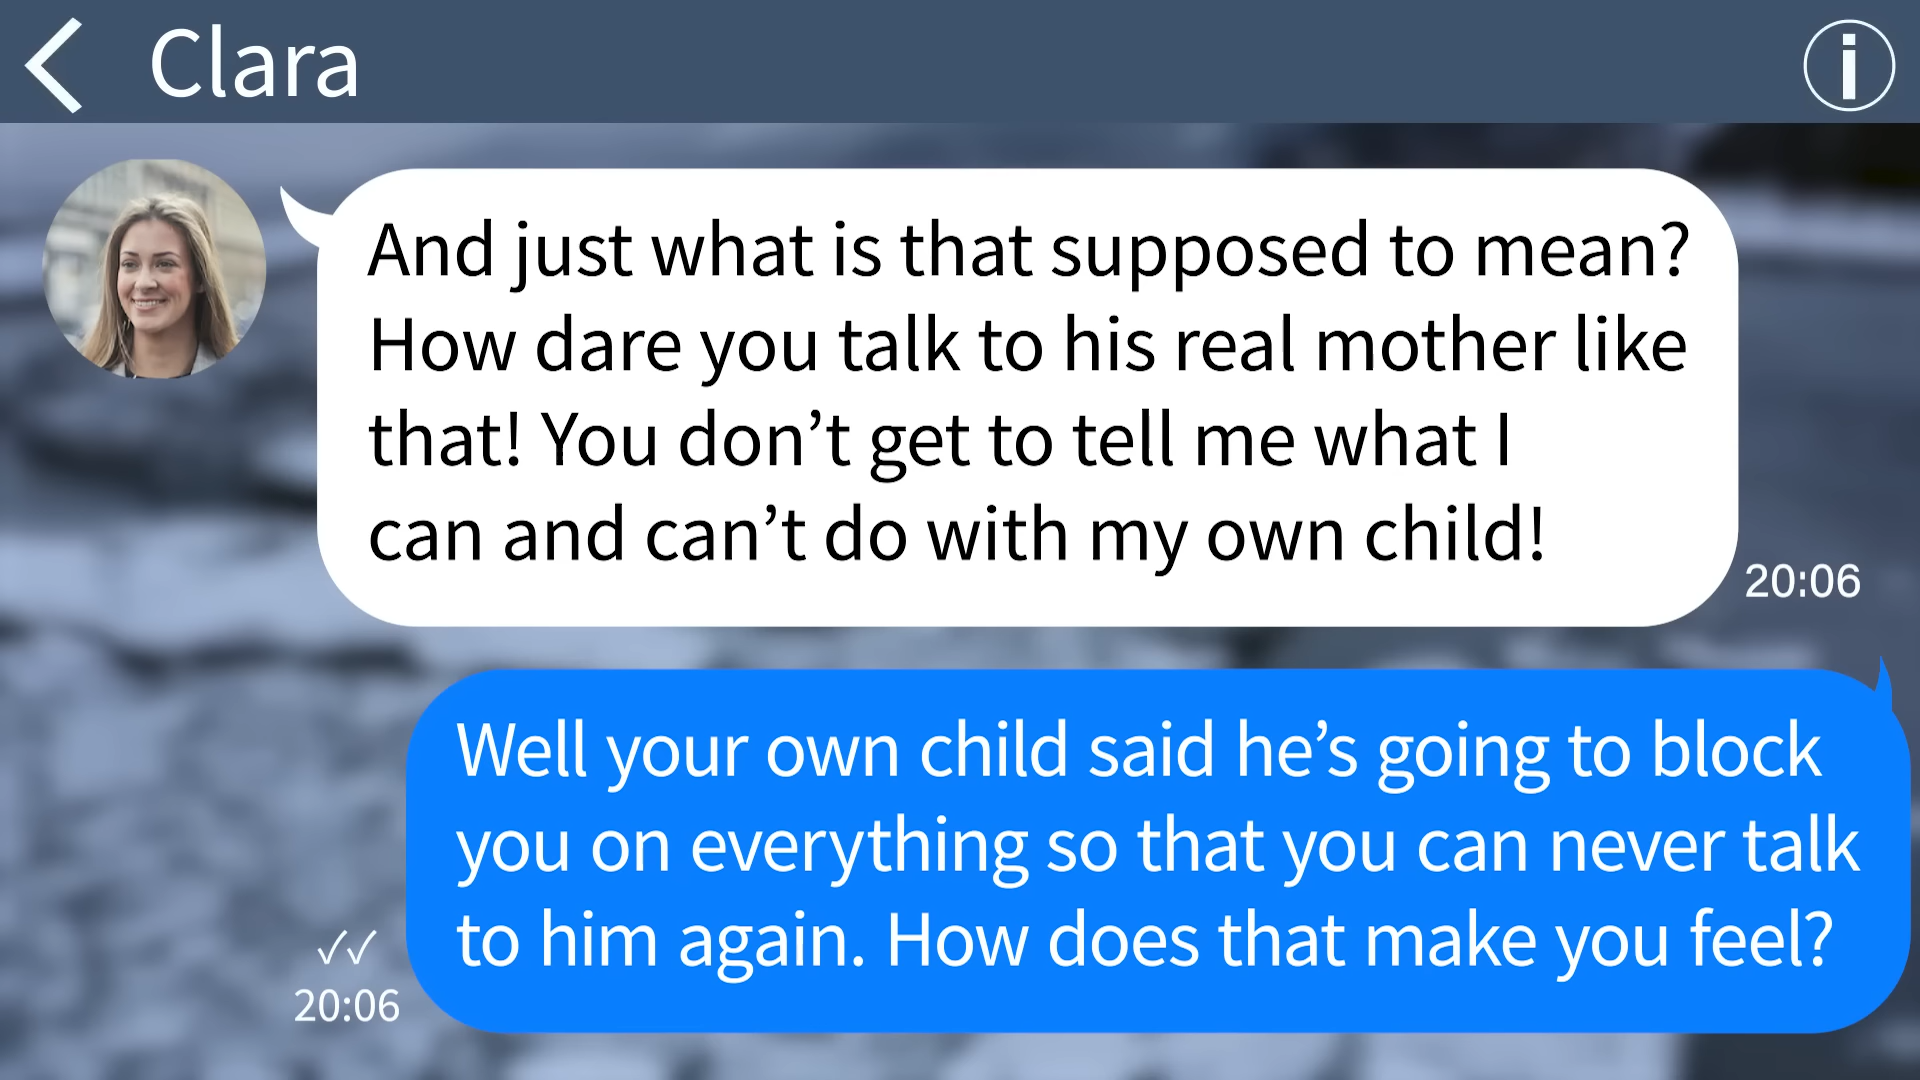 Clara
And just what is that supposed to mean?
How dare you talk to his real mother like
that! You don’t get to tell me what I
can and can’t do with my own child!
20:06
Well your own child said he’s going to block
you on everything so that you can never talk
to him again. How does that make you feel?
20:06